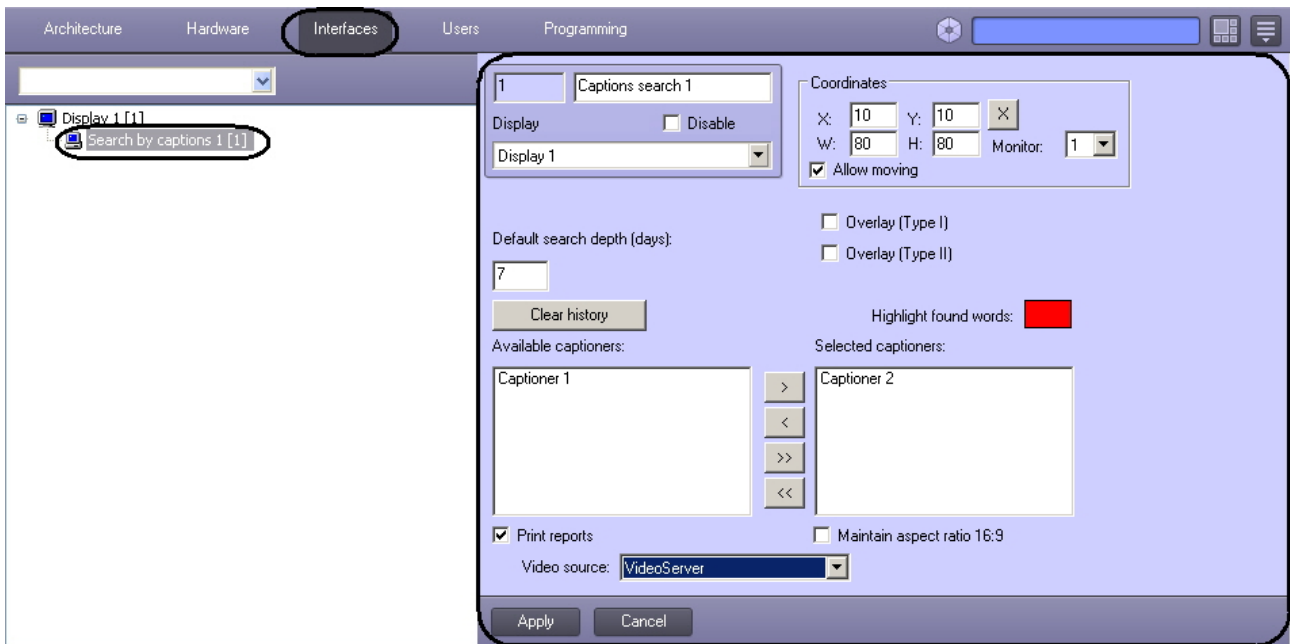 Architecture Hardware Interfaces Users Programming
Display 1 [1]
Search by captions 1 [1]
1 Captions search 1
Display Disable
Display 1
Coordinates
X: 10 Y: 10 X
W: 80 H: 80 Monitor: 1
Allow moving
Overlay (Type I)
Default search depth (days):
Overlay (Type II)
7
Clear history Highlight found words:
Available captioners: Selected captioners:
Captioner 1 > Captioner 2
<
>>
<<
Print reports Maintain aspect ratio 16:9
Video source: VideoServer
Apply Cancel